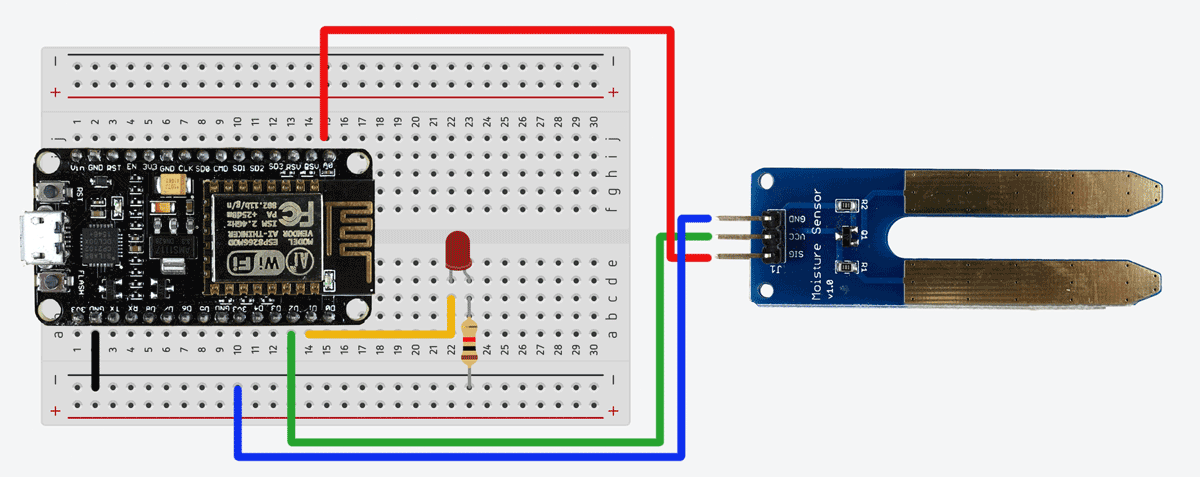 − −
+ +
1 2 3 4 5 6 7 8 9 10 11 12 13 14 15 16 17 18 19 20 21 22 23 24 25 26 27 28 29 30
j j
i
h
g
f
Vin GND RST EN 3V3 GND CLK SD0 CMD SD1 SD2 SD3 RSV RSV A0
RST
FLASH
MODEL ESP8266MOD
VENDOR AI-THINKER
ISM 2.4GHz
PA +25dBm
802.11b/g/n
FC
Ai
WiFi
e
d
c
b
a a
3V3 GND TX RX D8 D7 D6 D5 GND 3V3 D4 D3 D2 D1 D0
1 2 3 4 5 6 7 8 9 10 11 12 13 14 15 16 17 18 19 20 21 22 23 24 25 26 27 28 29 30
− −
+ +
GND
VCC
SIG
J1
Moisture Sensor
v1.0
R2
Q1
R1